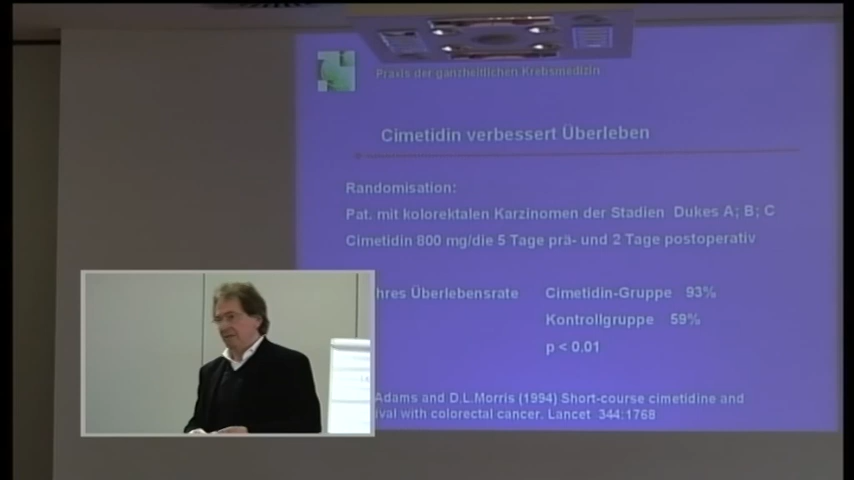 Praxis der ganzheitlichen Krebsmedizin
Cimetidin verbessert Überleben
Randomisation:
Pat. mit kolorektalen Karzinomen der Stadien Dukes A; B; C
Cimetidin 800 mg/die 5 Tage prä- und 2 Tage postoperativ
hres Überlebensrate Cimetidin-Gruppe 93%
Kontrollgruppe 59%
p < 0.01
Adams and D.L.Morris (1994) Short-course cimetidine and
ival with colorectal cancer. Lancet 344:1768